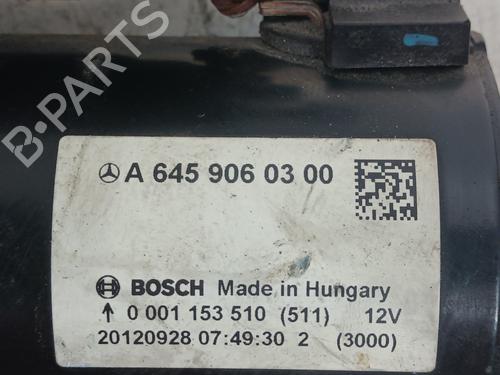 B-PARTS
A 645 906 03 00
BOSCH Made in Hungary
↑ 0 001 153 510 (511) 12V
20120928 07:49:30 2 (3000)